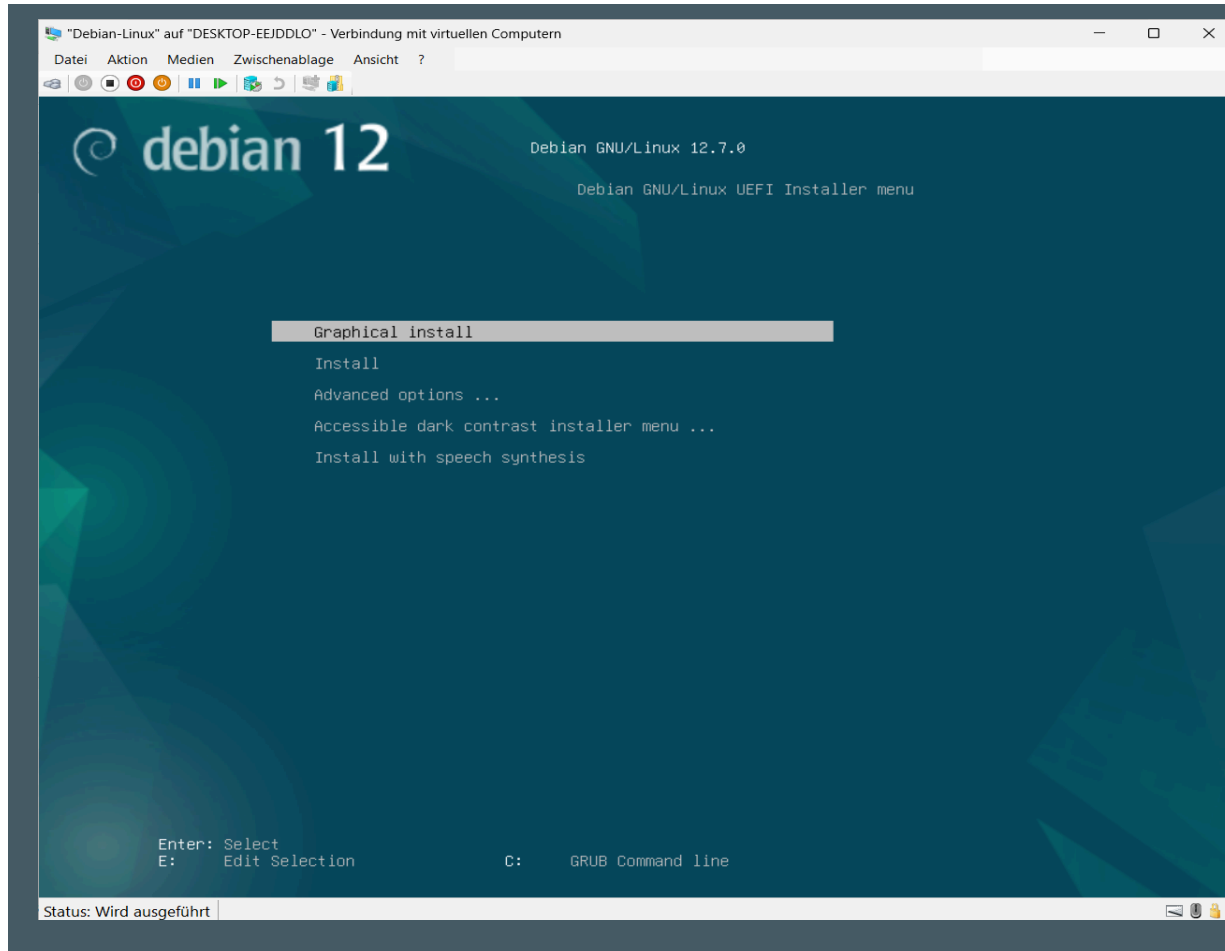 "Debian-Linux" auf "DESKTOP-EEJDDLO" - Verbindung mit virtuellen Computern
Datei Aktion Medien Zwischenablage Ansicht ?
debian 12
Debian GNU/Linux 12.7.0
Debian GNU/Linux UEFI Installer menu
Graphical install
Install
Advanced options ...
Accessible dark contrast installer menu ...
Install with speech synthesis
Enter: Select
E: Edit Selection C: GRUB Command line
Status: Wird ausgeführt